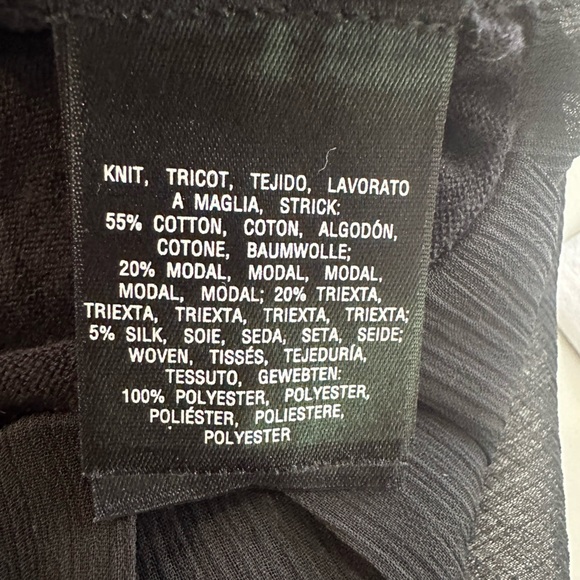 KNIT, TRICOT, TEJIDO, LAVORATO
A MAGLIA, STRICK:
55% COTTON, COTON, ALGODÓN,
COTONE, BAUMWOLLE;
20% MODAL, MODAL, MODAL,
MODAL, MODAL; 20% TRIEXTA,
TRIEXTA, TRIEXTA, TRIEXTA, TRIEXTA;
5% SILK, SOIE, SEDA, SETA, SEIDE;
WOVEN, TISSÉS, TEJEDURÍA,
TESSUTO, GEWEBTEN:
100% POLYESTER, POLYESTER,
POLIÉSTER, POLIESTERE,
POLYESTER